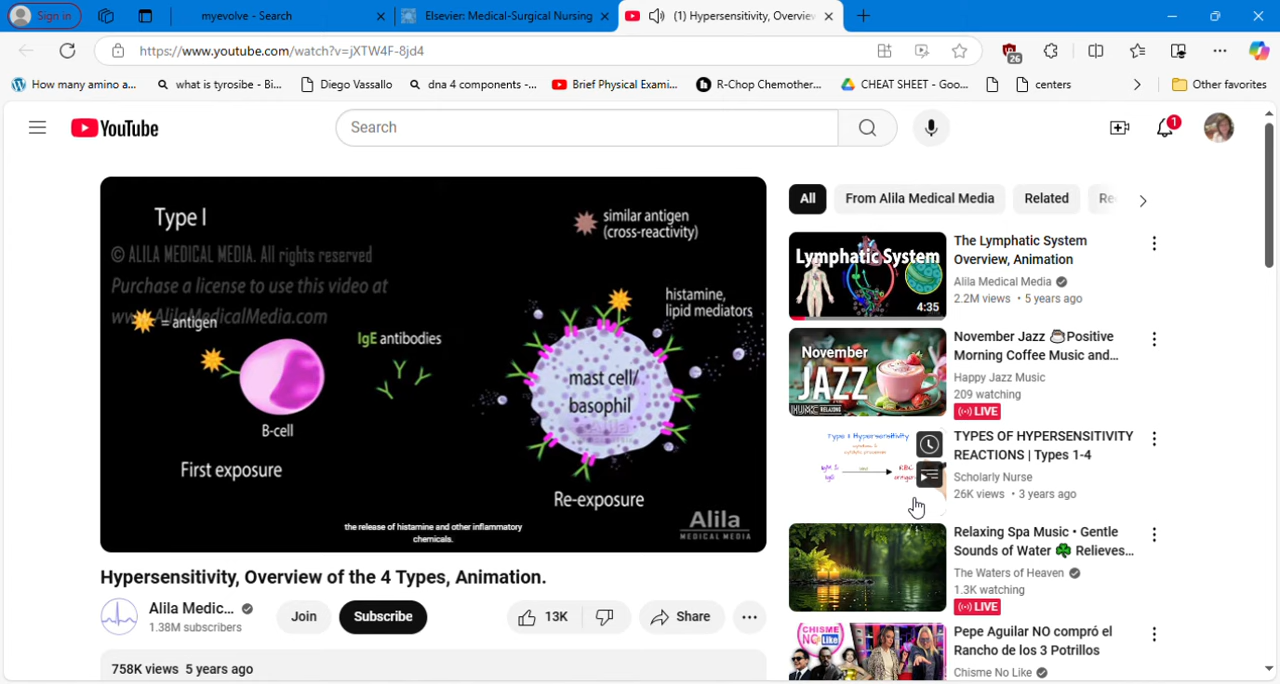 Sign in
myevolve - Search
Elsevier: Medical-Surgical Nursing
(1) Hypersensitivity, Overview
https://www.youtube.com/watch?v=jXTW4F-8jd4
26
How many amino a...
what is tyrosibe - Bi...
Diego Vassallo
dna 4 components -...
Brief Physical Exami...
R-Chop Chemother...
CHEAT SHEET - Goo...
centers
Other favorites
YouTube
Search
1
Type I
© ALILA MEDICAL MEDIA. All rights reserved
Purchase a license to use this video at
www.AlilaMedicalMedia.com
similar antigen
(cross-reactivity)
= antigen
IgE antibodies
histamine,
lipid mediators
mast cell/
basophil
B-cell
First exposure
Re-exposure
the release of histamine and other inflammatory
chemicals.
Alila
MEDICAL MEDIA
Hypersensitivity, Overview of the 4 Types, Animation.
Alila Medic...
1.38M subscribers
Join
Subscribe
13K
Share
758K views 5 years ago
All
From Alila Medical Media
Related
Lymphatic System
4:35
The Lymphatic System
Overview, Animation
Alila Medical Media
2.2M views • 5 years ago
November
JAZZ
November Jazz ☕Positive
Morning Coffee Music and...
Happy Jazz Music
209 watching
LIVE
TYPES OF HYPERSENSITIVITY
REACTIONS | Types 1-4
Scholarly Nurse
26K views • 3 years ago
Relaxing Spa Music • Gentle
Sounds of Water 🍀 Relieves...
The Waters of Heaven
1.3K watching
LIVE
CHISME
NO Like
Pepe Aguilar NO compró el
Rancho de los 3 Potrillos
Chisme No Like